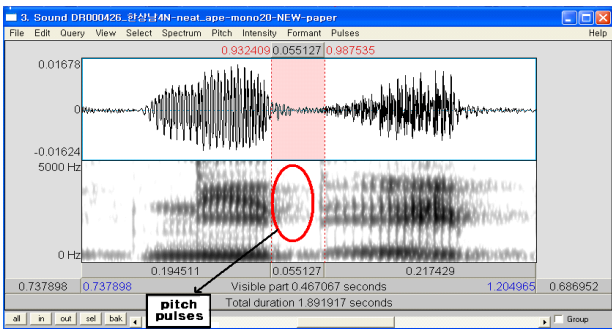 3. Sound DR000426_한상남4N-neat_ape-mono20-NEW-paper
File Edit Query View Select Spectrum Pitch Intensity Formant Pulses Help
0.932409 0.055127 0.987535
0.01678
0
-0.01624
5000 Hz
0 Hz
0.194511 0.055127 0.217429
0.737898 0.737898 Visible part 0.467067 seconds 1.204965 0.686952
Total duration 1.891917 seconds
pitch
pulses
all in out sel bak Group